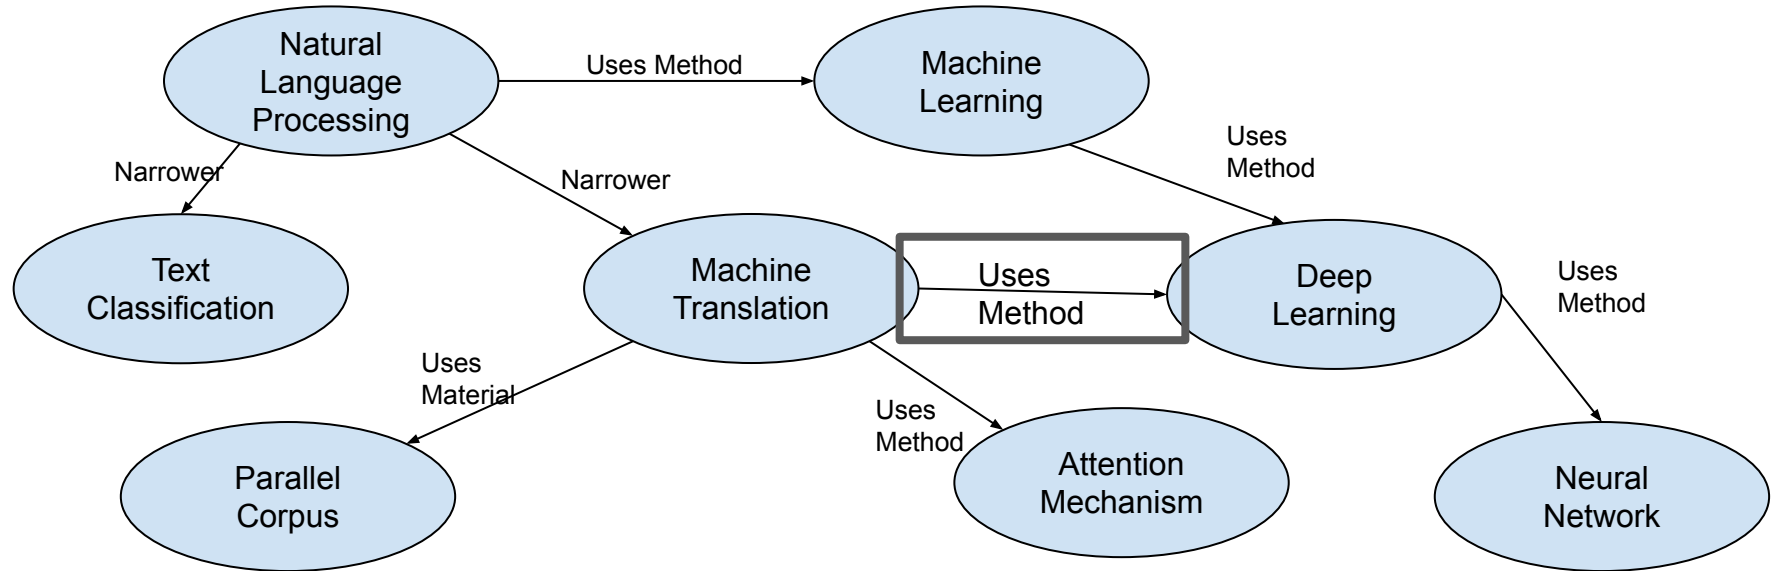 Natural
Language
Processing
Uses Method
Machine
Learning
Uses
Method
Narrower
Narrower
Text
Classification
Machine
Translation
Uses
Method
Deep
Learning
Uses
Method
Uses
Material
Uses
Method
Parallel
Corpus
Attention
Mechanism
Neural
Network